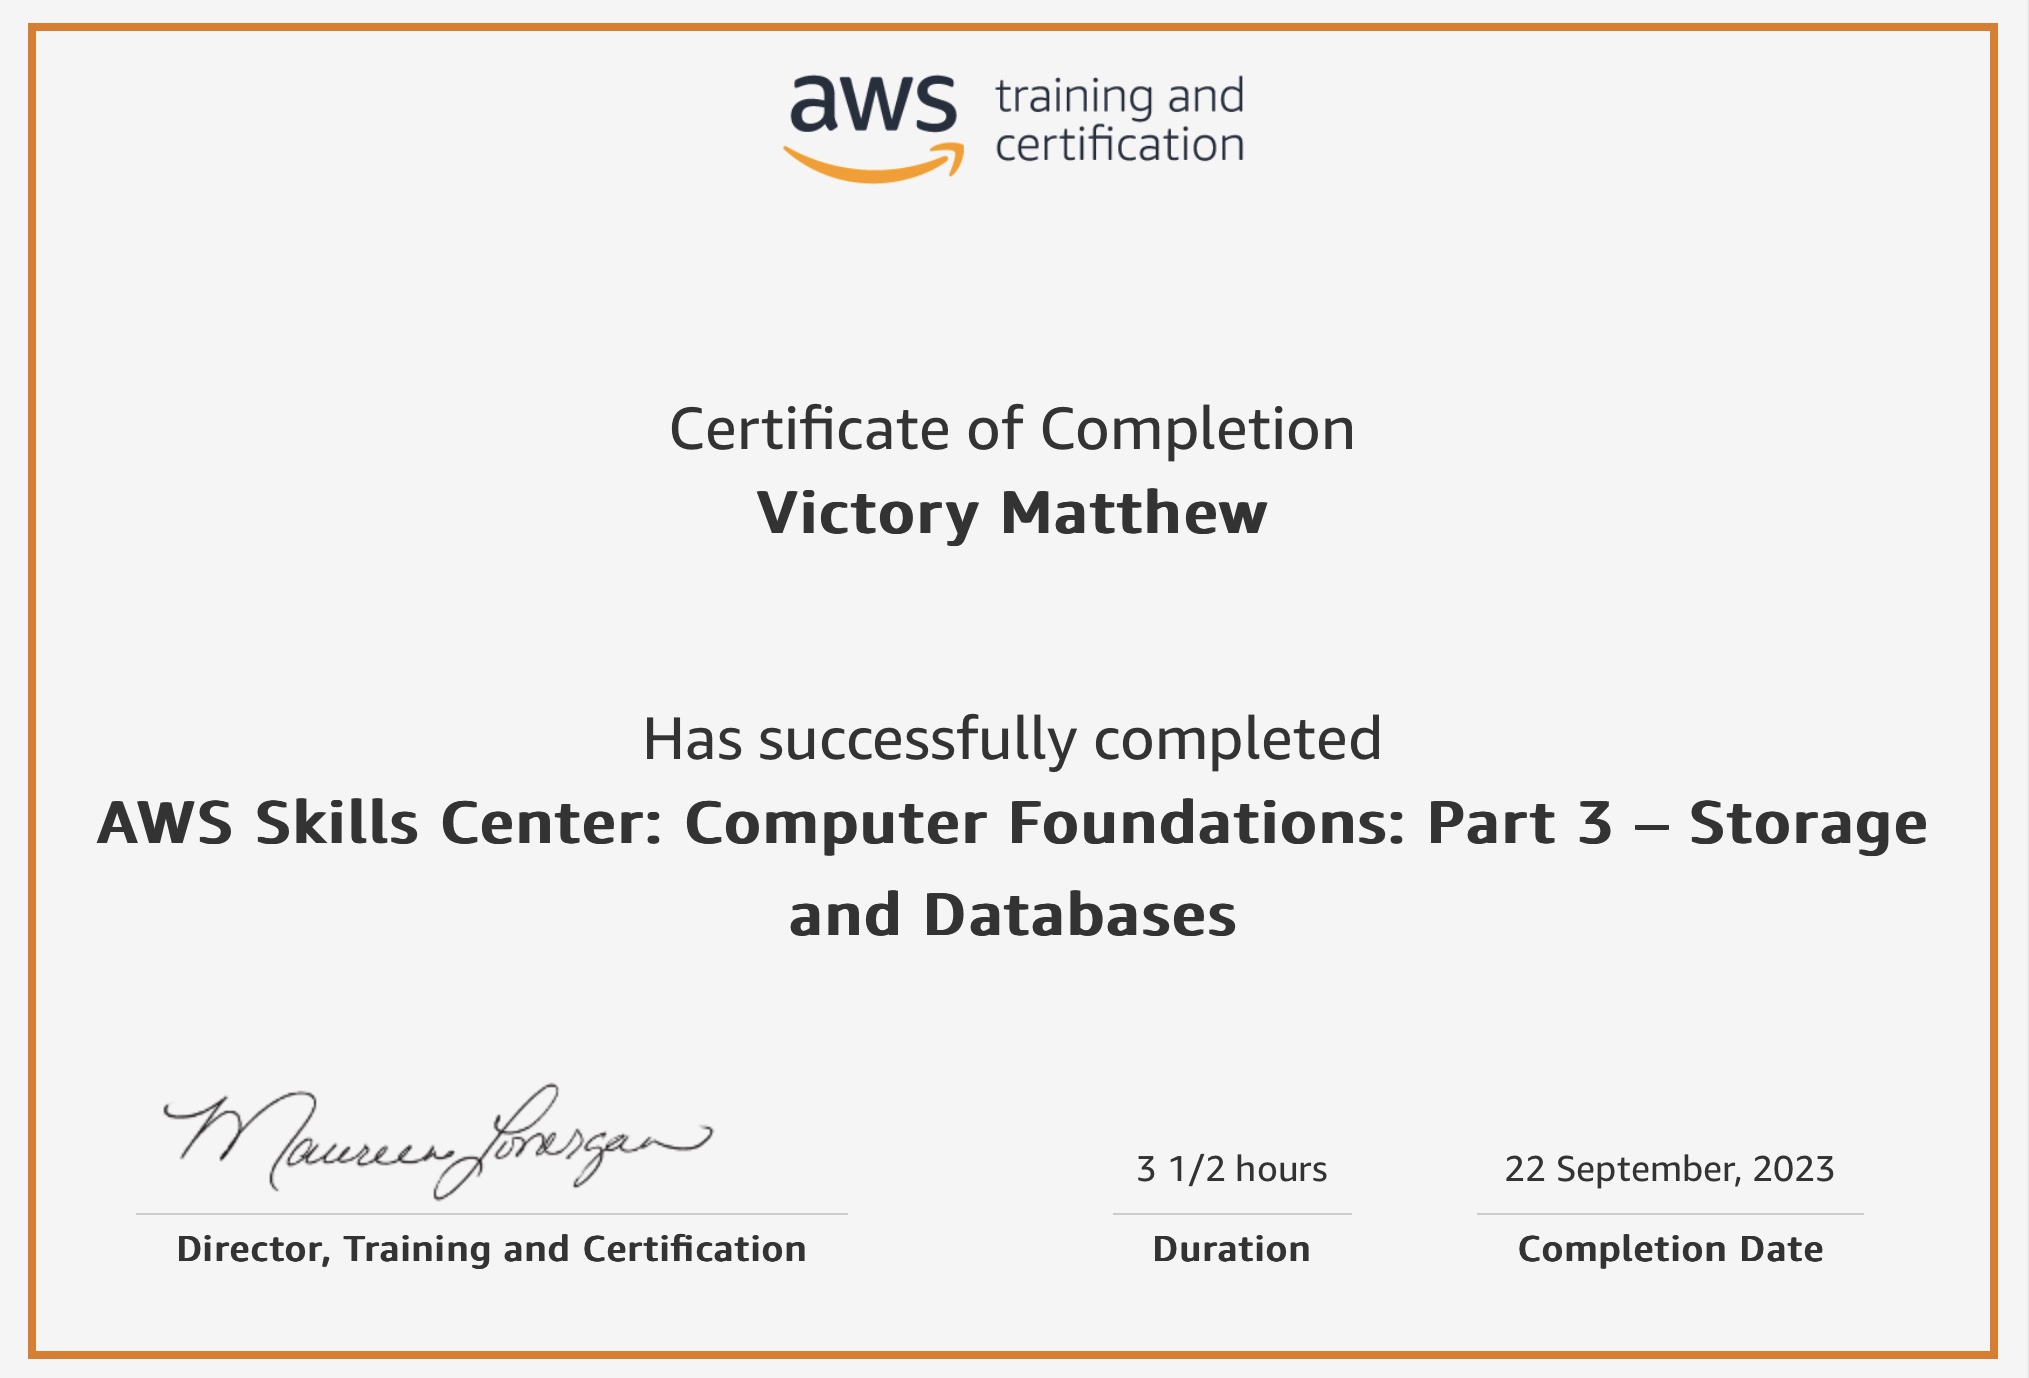 aws training and
certification
Certificate of Completion
Victory Matthew
Has successfully completed
AWS Skills Center: Computer Foundations: Part 3 – Storage
and Databases
Maureen Lonergan
3 1/2 hours
22 September, 2023
Director, Training and Certification
Duration
Completion Date